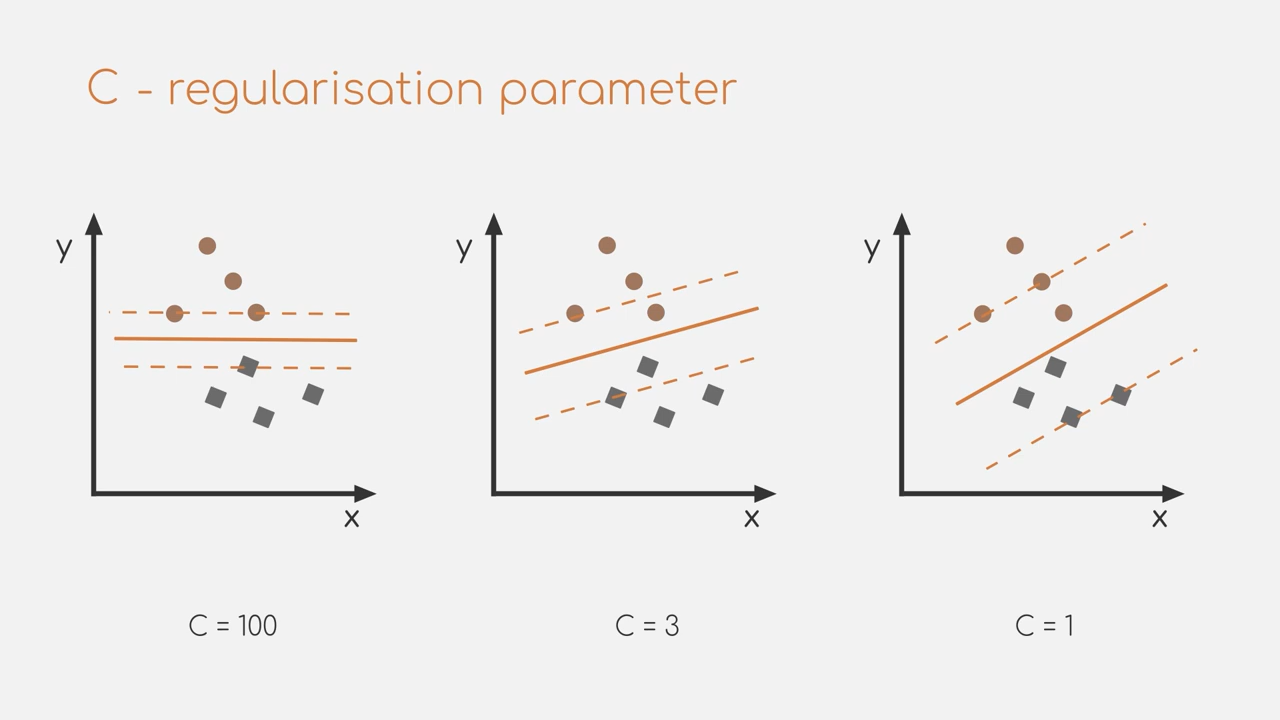 C - regularisation parameter
y
x
y
x
y
x
C = 100
C = 3
C = 1